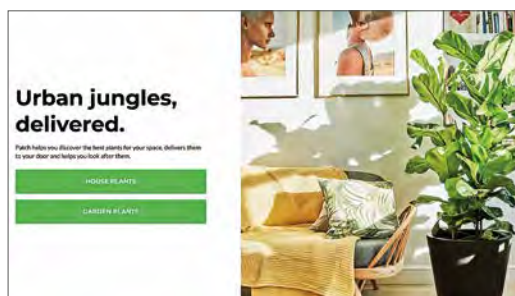 Urban jungles,
delivered.
Patch helps you discover the best plants for your space, delivers them
to your door and helps you look after them.
HOUSE PLANTS
GARDEN PLANTS